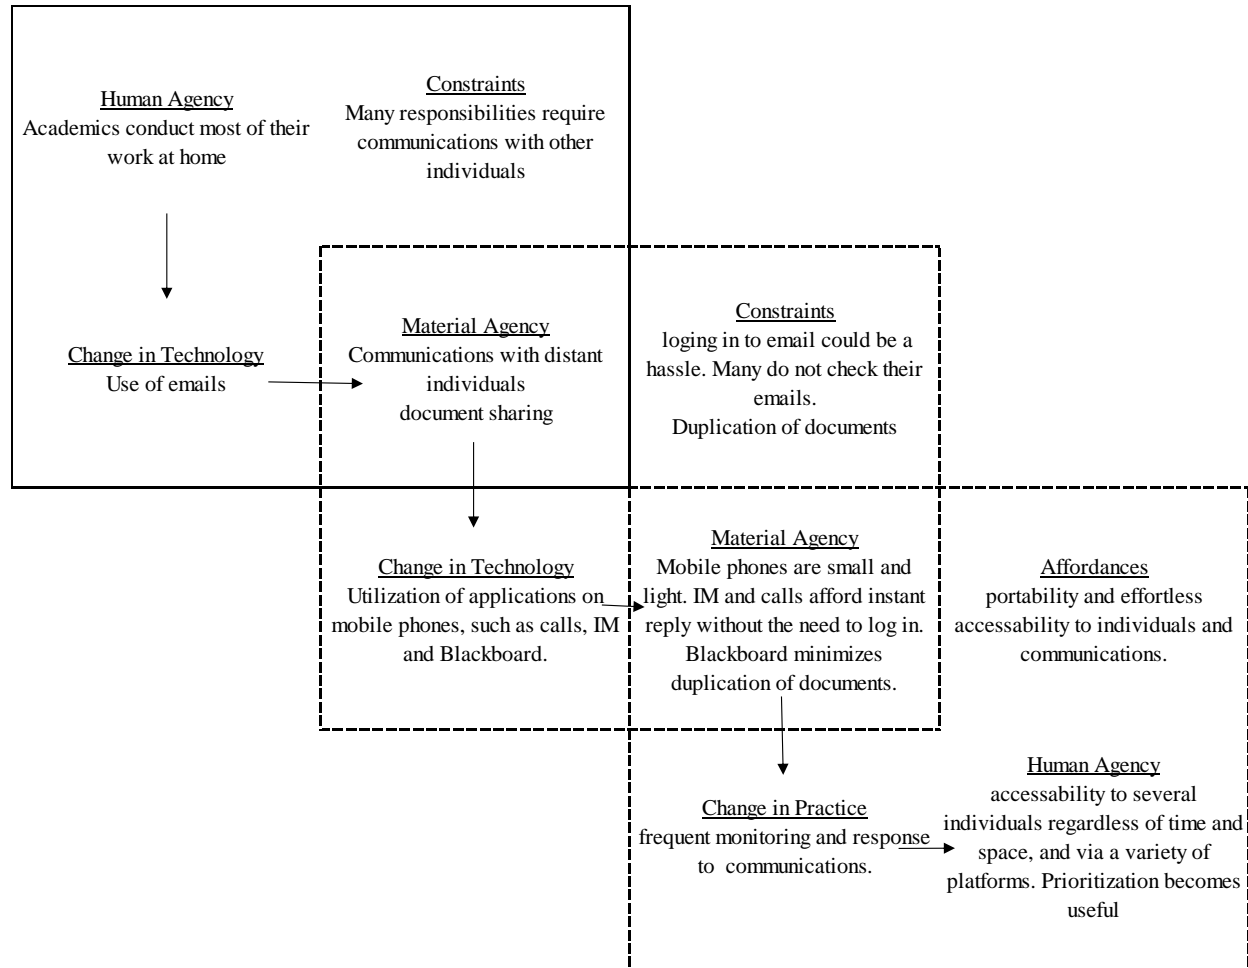 Human Agency
Academics conduct most of their
work at home
Constraints
Many responsibilities require
communications with other
individuals
Change in Technology
Use of emails
Material Agency
Communications with distant
individuals
document sharing
Constraints
loging in to email could be a
hassle. Many do not check their
emails.
Duplication of documents
Change in Technology
Utilization of applications on
mobile phones, such as calls, IM
and Blackboard.
Material Agency
Mobile phones are small and
light. IM and calls afford instant
reply without the need to log in.
Blackboard minimizes
duplication of documents.
Affordances
portability and effortless
accessability to individuals and
communications.
Change in Practice
frequent monitoring and response
to communications.
Human Agency
accessability to several
individuals regardless of time and
space, and via a variety of
platforms. Prioritization becomes
useful